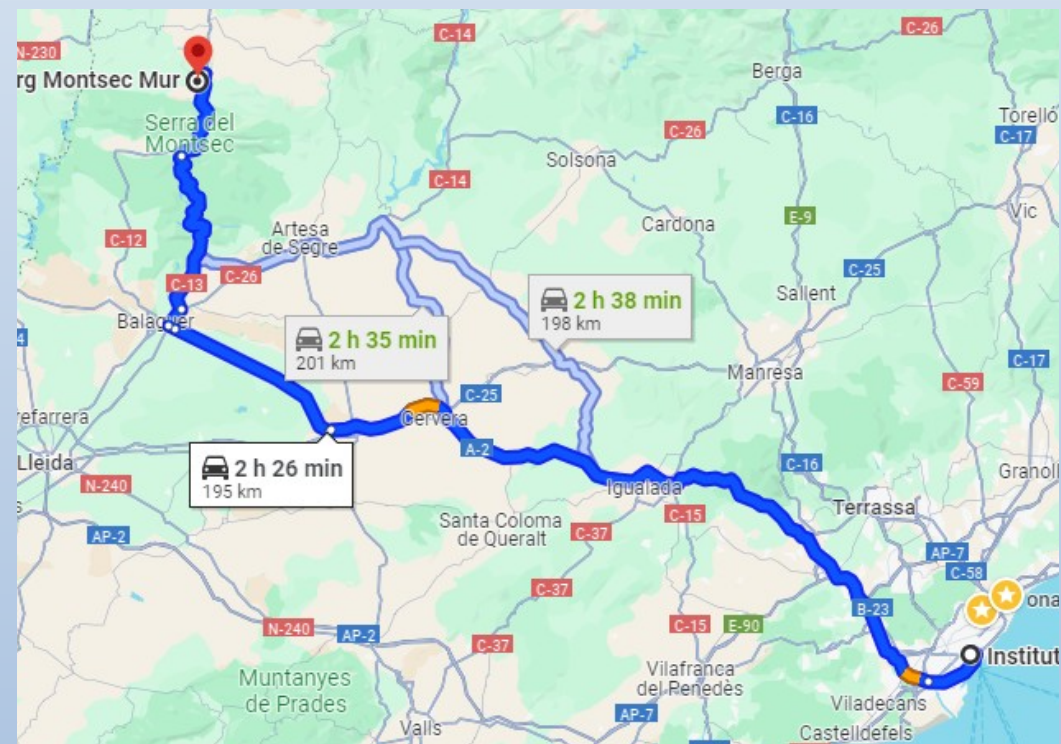 C-14
C-26
N-230
rg Montsec Mur
Berga
C-16
Torelló
C-17
Serra del
Montsec
C-26
Solsona
C-14
E-9
Vic
Cardona
Artesa
de Segre
C-12
C-26
C-13
C-25
Sallent
2 h 38 min
198 km
Balaguer
2 h 35 min
201 km
4
C-17
Manresa
C-59
C-25
refarrera
Cervera
A-2
Lleida
2 h 26 min
195 km
N-240
C-16
Granoll
Igualada
Terrassa
s
C-15
Santa Coloma
de Queralt
C-37
AP-2
AP-7
C-58
C-37
ona
B-23
N-240
AP-2
C-15
E-90
C-37
Institut
Vilafranca
del Penedès
Muntanyes
de Prades
Viladecans
AP-7
Valls
Castelldefels